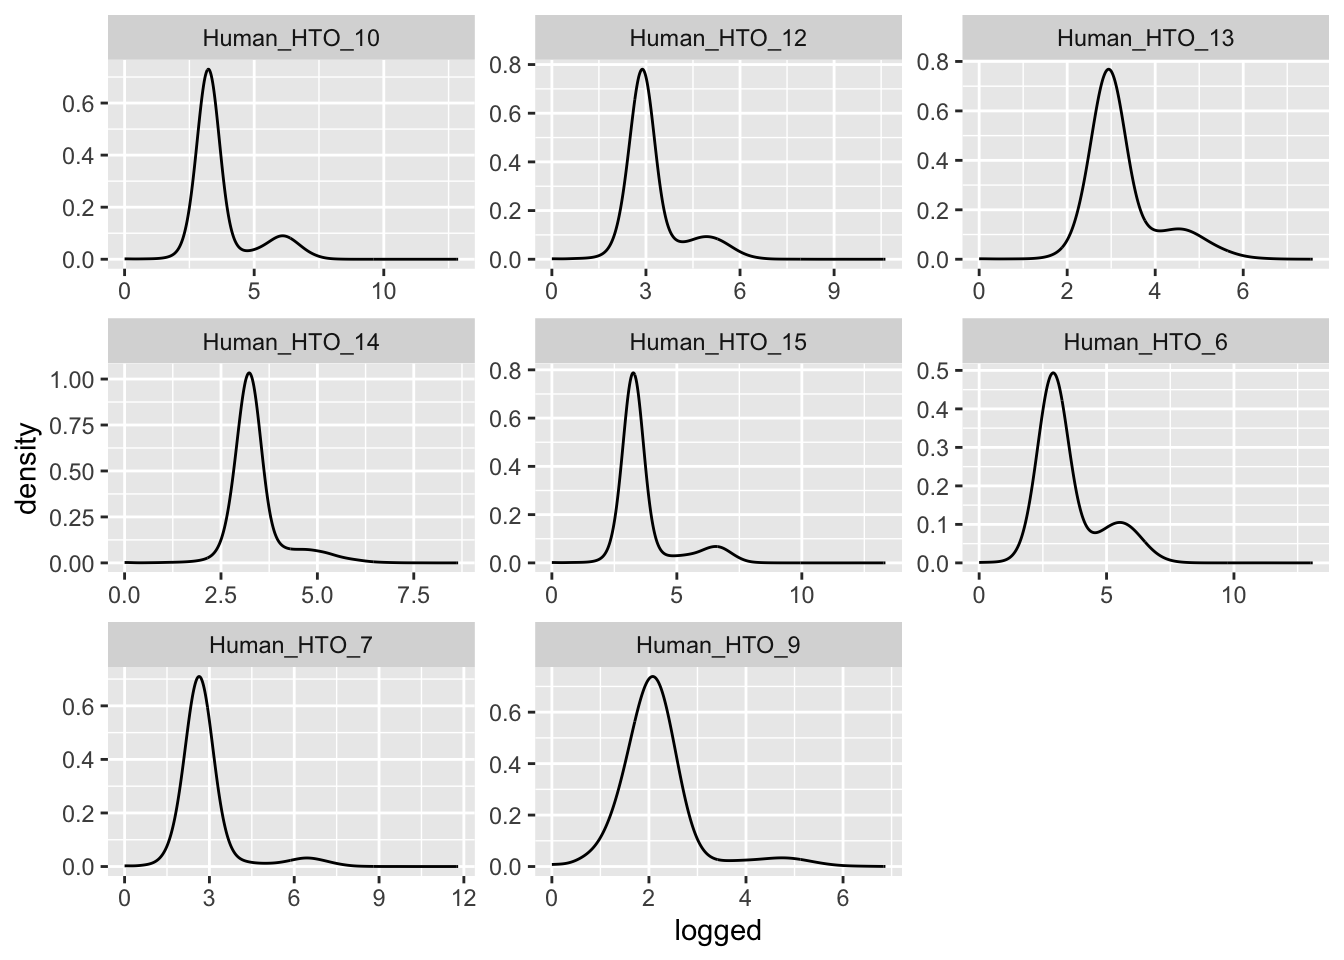 Human_HTO_10 Human_HTO_12 Human_HTO_13
0.6 0.8 0.8
0.4 0.6 0.6
0.2 0.4 0.4
0.0 0.2 0.2
0.0 0.0
0 5 10 0 3 6 9 0 2 4 6
Human_HTO_14 Human_HTO_15 Human_HTO_6
1.00 0.8 0.5
0.75 0.6 0.4
0.50 0.4 0.3
0.25 0.2 0.2
0.00 0.0 0.1
0.0
0.0 2.5 5.0 7.5 0 5 10 0 5 10
density
Human_HTO_7 Human_HTO_9
0.6 0.6
0.4 0.4
0.2 0.2
0.0 0.0
0 3 6 9 12 0 2 4 6
logged